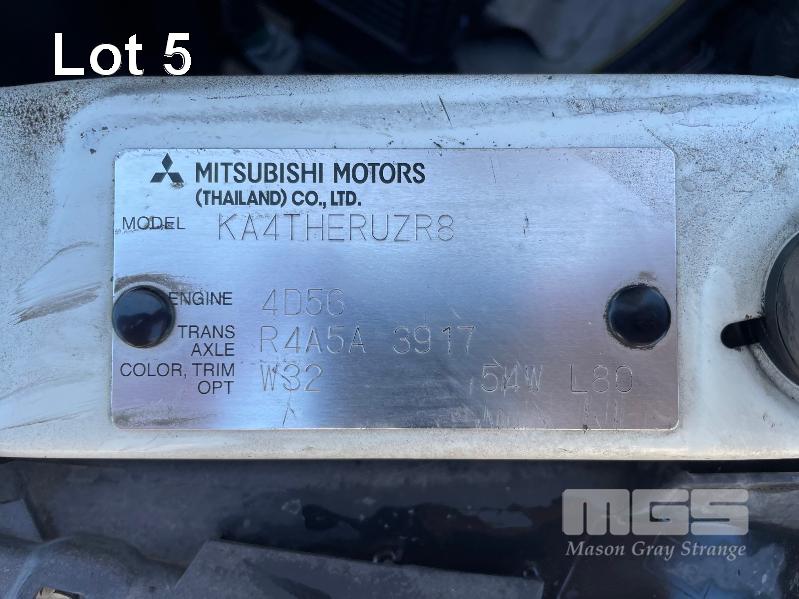 Lot 5
MITSUBISHI MOTORS
(THAILAND) CO., LTD.
MODEL KA4THERUZR8
ENGINE 4D56
TRANS AXLE R4A5A 3917
COLOR, TRIM OPT W32 54W L80
MGS
Mason Gray Strange